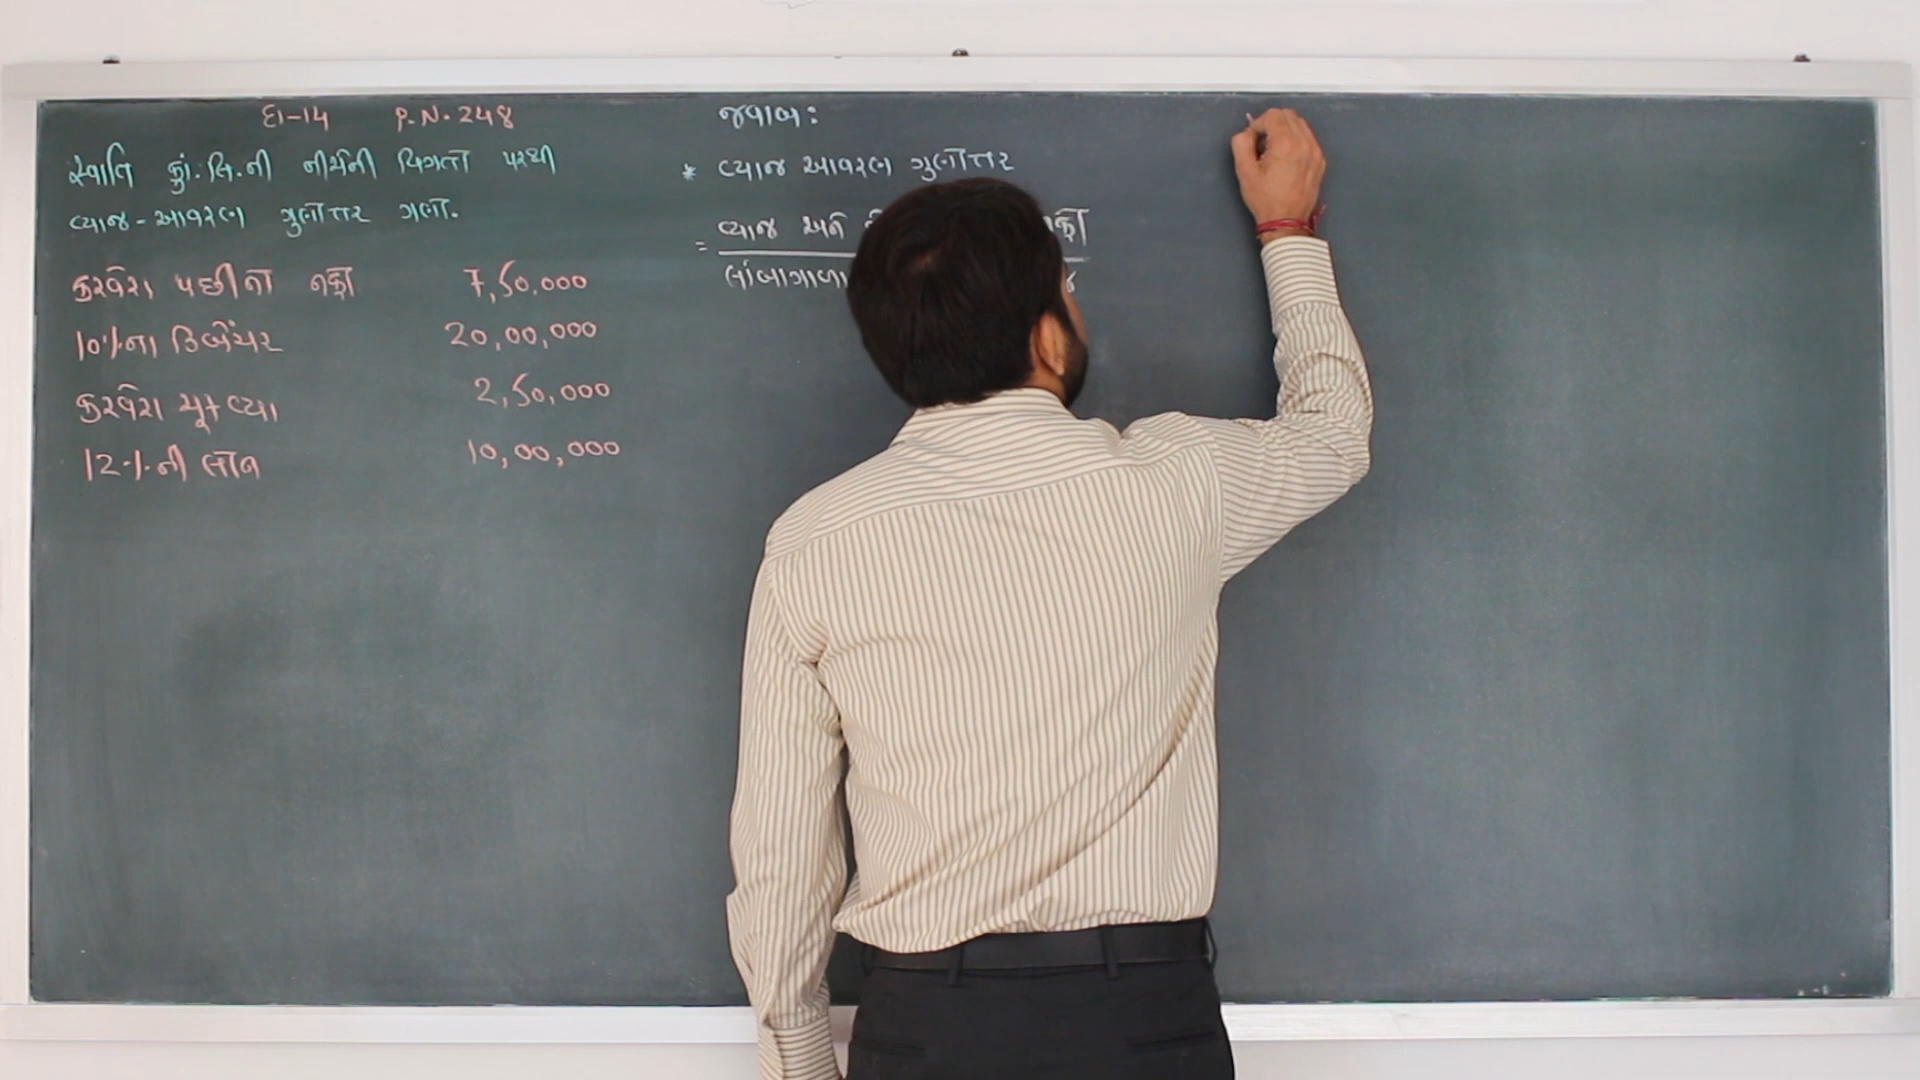 દા-14 P.N.248
સ્વાતિ કું.લિ.ની નીચેની વિગતો પરથી
વ્યાજ-આવરણ ગુણોત્તર ગણો.
કરવેરા પછીનો નફો 7,50,000
10%ના ડિબેંચર 20,00,000
કરવેરા ચૂકવ્યા 2,50,000
12%ની લોન 10,00,000
જવાબ:
* વ્યાજ આવરણ ગુણોત્તર
= વ્યાજ અને
લાંબાગાળા